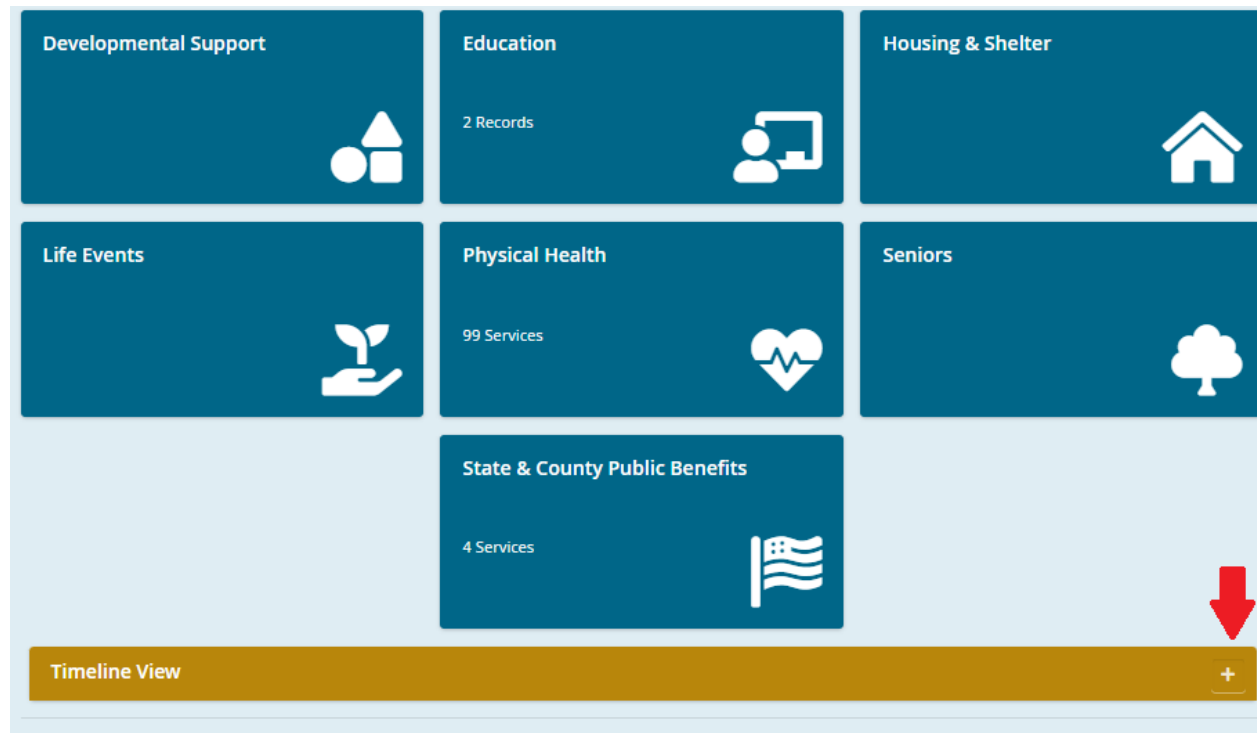 Developmental Support
Education
Housing & Shelter
2 Records
Life Events
Physical Health
Seniors
99 Services
State & County Public Benefits
4 Services
Timeline View
+